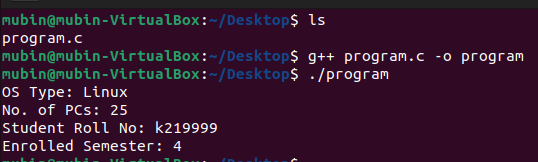 mubin@mubin-VirtualBox:~/Desktop$ ls
program.c
mubin@mubin-VirtualBox:~/Desktop$ g++ program.c -o program
mubin@mubin-VirtualBox:~/Desktop$ ./program
OS Type: Linux
No. of PCs: 25
Student Roll No: k219999
Enrolled Semester: 4